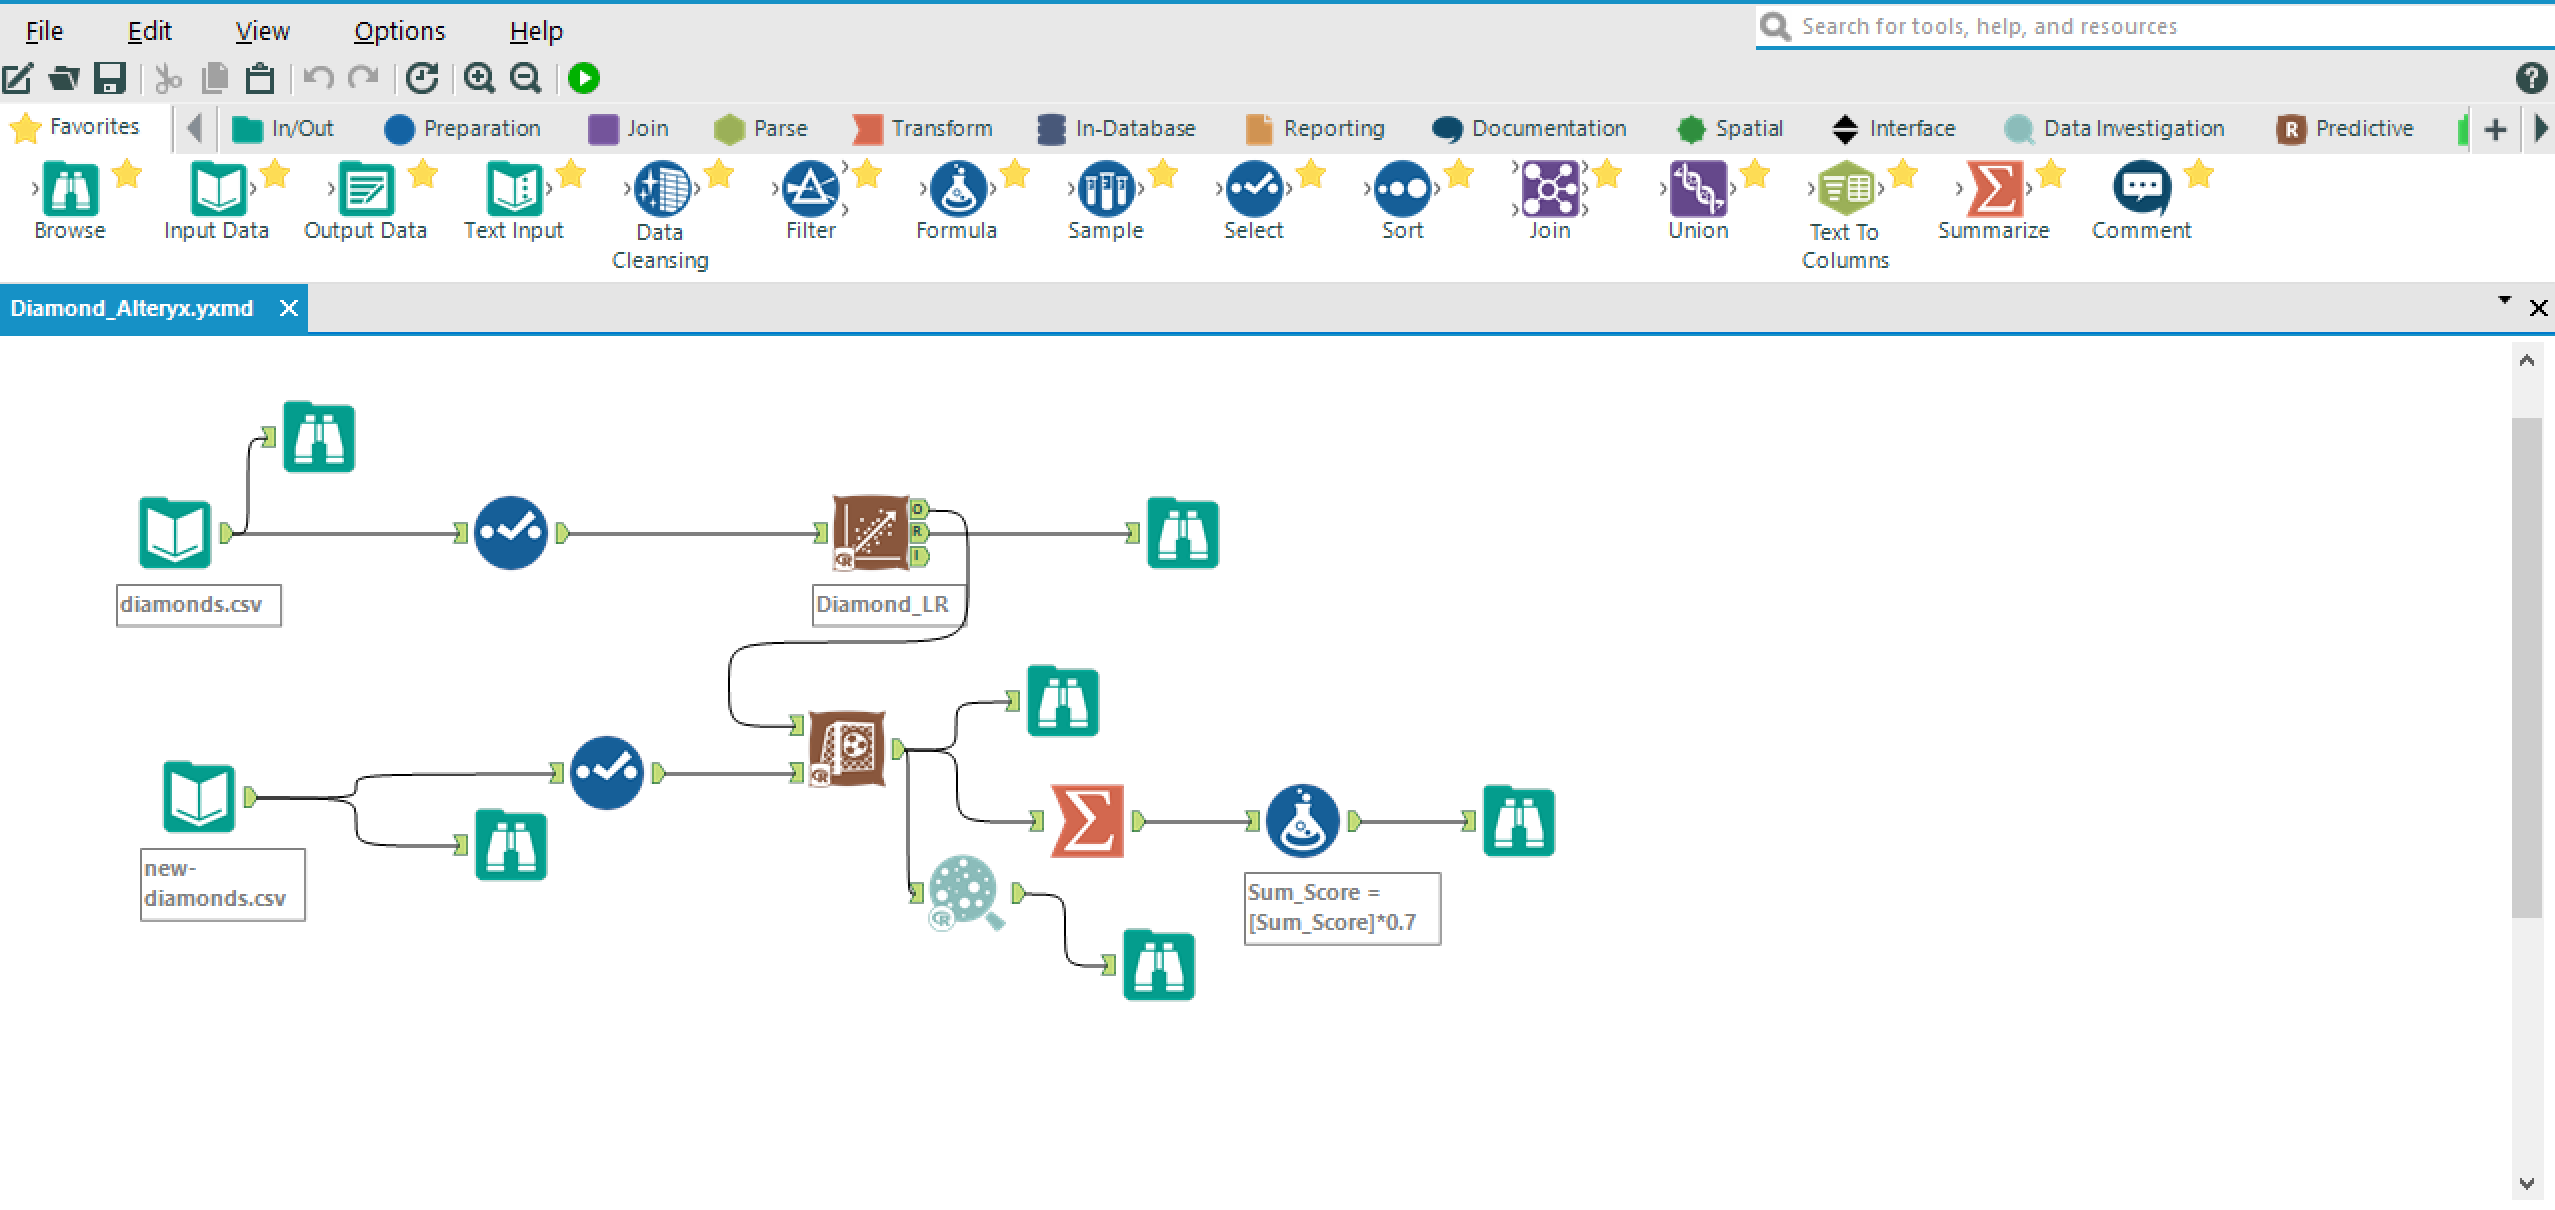 File Edit View Options Help
Search for tools, help, and resources
Favorites In/Out Preparation Join Parse Transform In-Database Reporting Documentation Spatial Interface Data Investigation R Predictive +
Browse Input Data Output Data Text Input Data Cleansing Filter Formula Sample Select Sort Join Union Text To Columns Summarize Comment
Diamond_Alteryx.yxmd
O
R
I
diamonds.csv
Diamond_LR
new-
diamonds.csv
Sum_Score =
[Sum_Score]*0.7